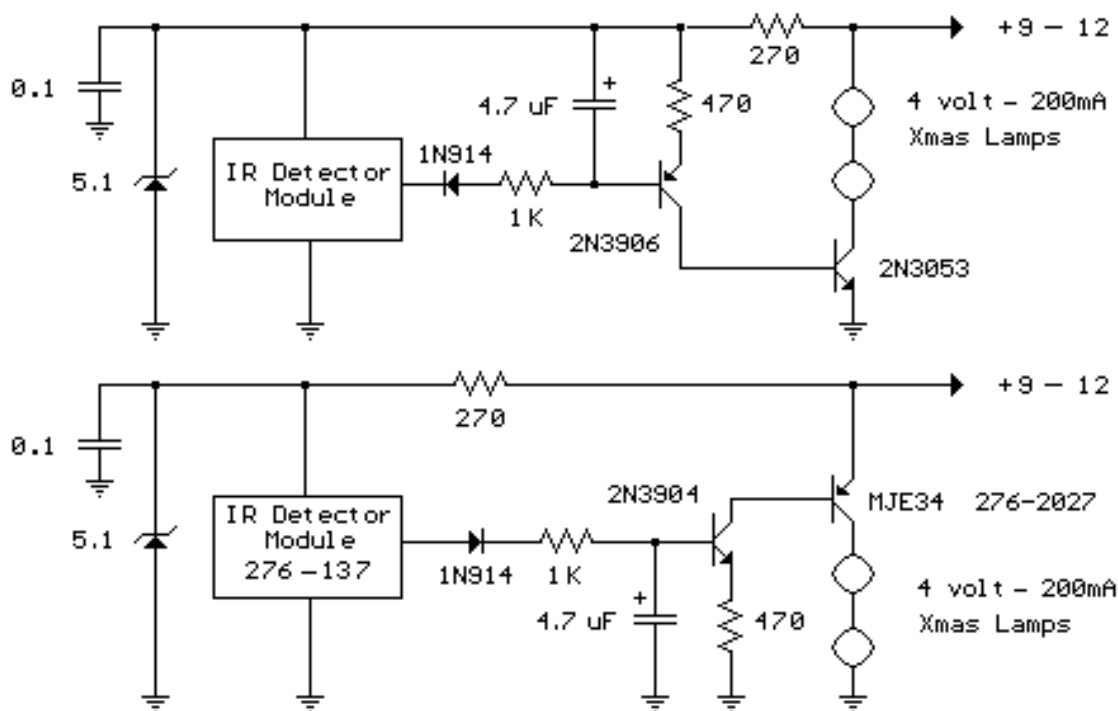 +9 - 12
270
0.1
4.7 uF
+
470
4 volt - 200mA
Xmas Lamps
1N914
5.1
IR Detector
Module
1K
2N3906
2N3053
+9 - 12
270
0.1
2N3904
MJE34 276-2027
IR Detector
Module
276-137
5.1
1N914
1K
+
4.7 uF
470
4 volt - 200mA
Xmas Lamps